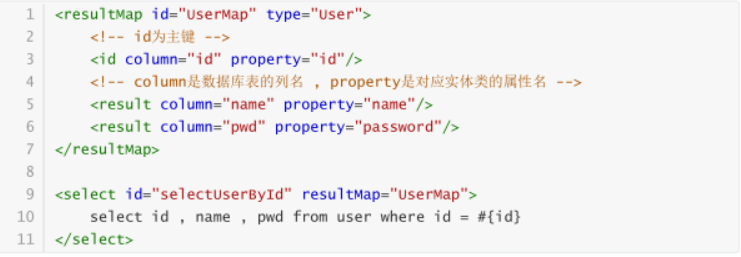 1 <resultMap id="UserMap" type="User">
2 <!-- id为主键 -->
3 <id column="id" property="id"/>
4 <!-- column是数据库表的列名 , property是对应实体类的属性名 -->
5 <result column="name" property="name"/>
6 <result column="pwd" property="password"/>
7 </resultMap>
8
9 <select id="selectUserById" resultMap="UserMap">
10 select id , name , pwd from user where id = #{id}
11 </select>